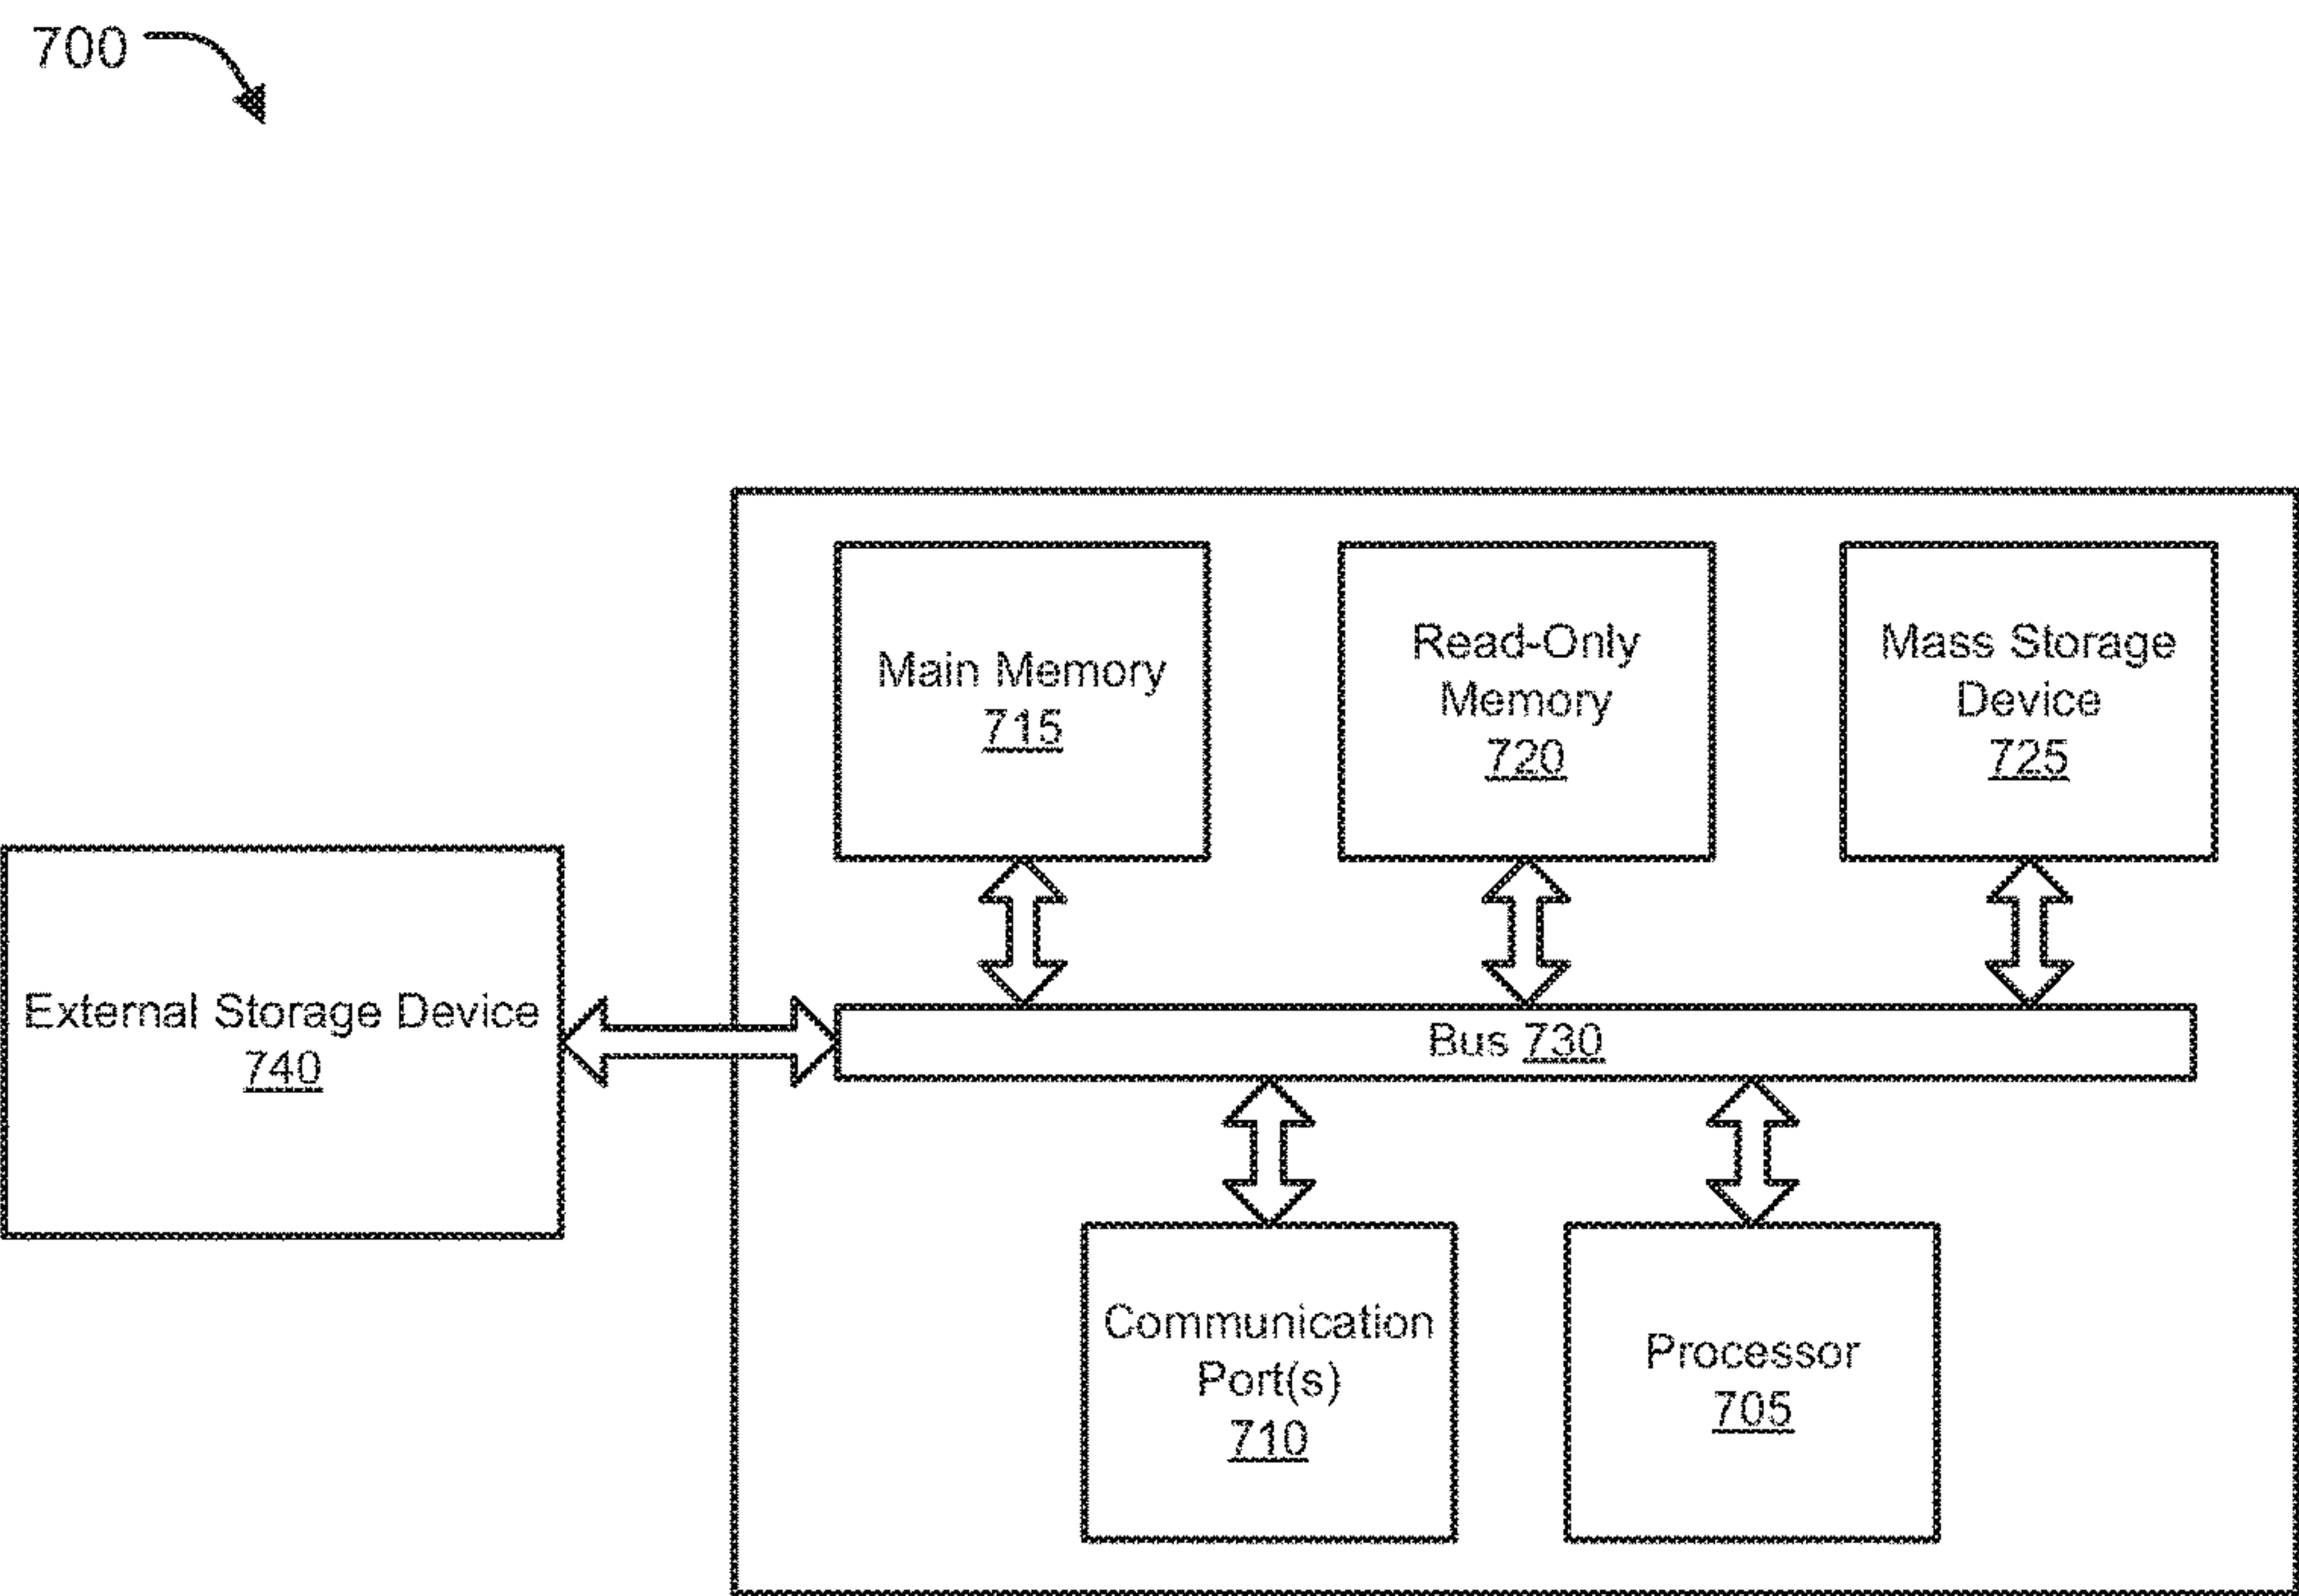 700
Main Memory
715
Read-Only
Memory
720
Mass Storage
Device
725
External Storage Device
740
Bus 730
Communication
Port(s)
710
Processor
705